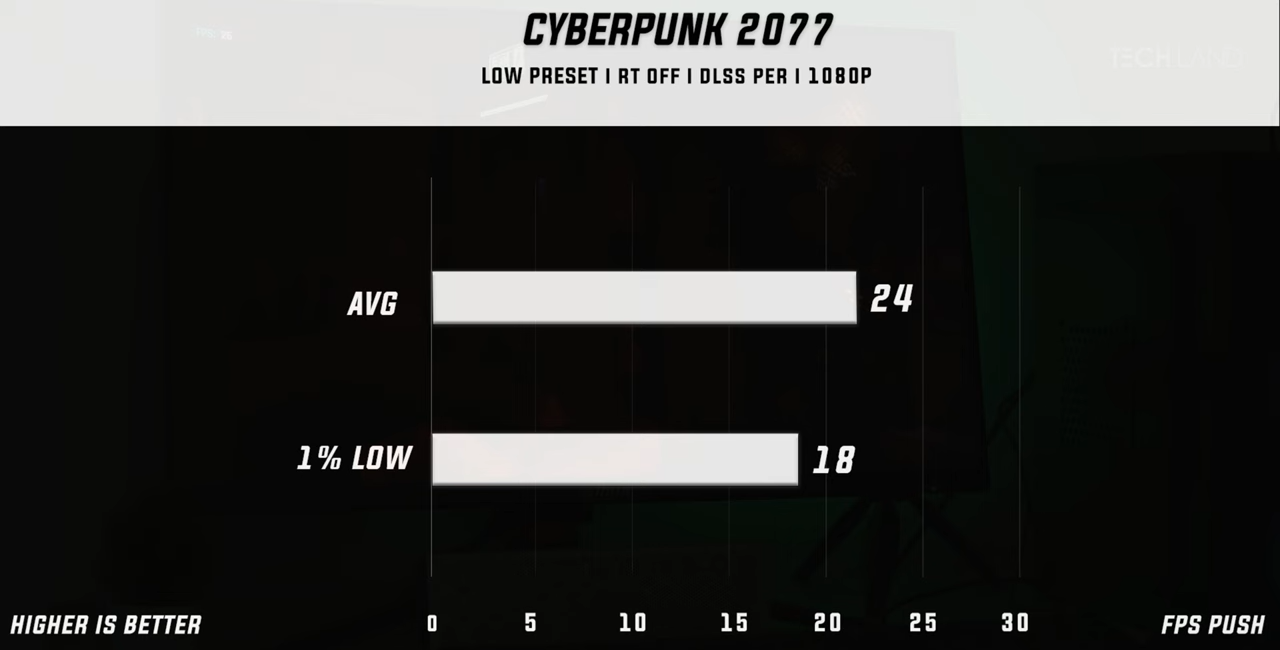 CYBERPUNK 2077
LOW PRESET | RT OFF | DLSS PER | 1080P
TECHLAND
AVG 24
1% LOW 18
0 5 10 15 20 25 30
HIGHER IS BETTER
FPS PUSH